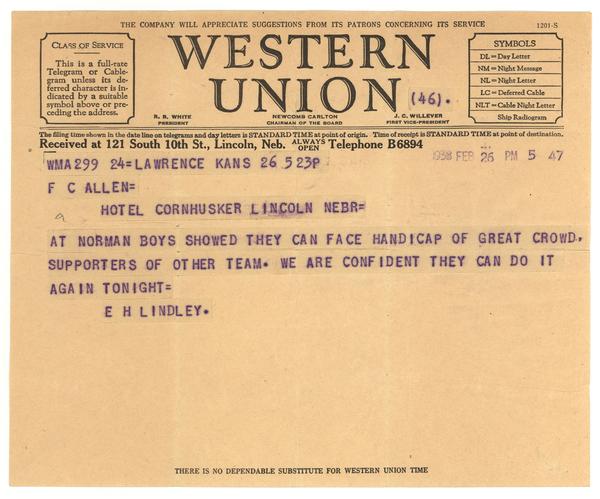 THE COMPANY WILL APPRECIATE SUGGESTIONS FROM ITS PATRONS CONCERNING ITS SERVICE
1201-S
CLASS OF SERVICE
This is a full-rate
Telegram or Cable-
gram unless its de-
ferred character is in-
dicated by a suitable
symbol above or pre-
ceding the address.
WESTERN
UNION
(46).
R. B. WHITE
PRESIDENT
NEWCOMB CARLTON
CHAIRMAN OF THE BOARD
J. C. WILLEVER
FIRST VICE-PRESIDENT
SYMBOLS
DL = Day Letter
NM = Night Message
NL = Night Letter
LC = Deferred Cable
NLT = Cable Night Letter
Ship Radiogram
The filing time shown in the date line on telegrams and day letters is STANDARD TIME at point of origin. Time of receipt is STANDARD TIME at point of destination.
Received at 121 South 10th St., Lincoln, Neb. ALWAYS OPEN Telephone B6894
1938 FEB 26 PM 5 47
WMA299 24=LAWRENCE KANS 26 523P
F C ALLEN=
a
HOTEL CORNHUSKER LINCOLN NEBR=
AT NORMAN BOYS SHOWED THEY CAN FACE HANDICAP OF GREAT CROWD.
SUPPORTERS OF OTHER TEAM. WE ARE CONFIDENT THEY CAN DO IT
AGAIN TONIGHT=
E H LINDLEY.
THERE IS NO DEPENDABLE SUBSTITUTE FOR WESTERN UNION TIME